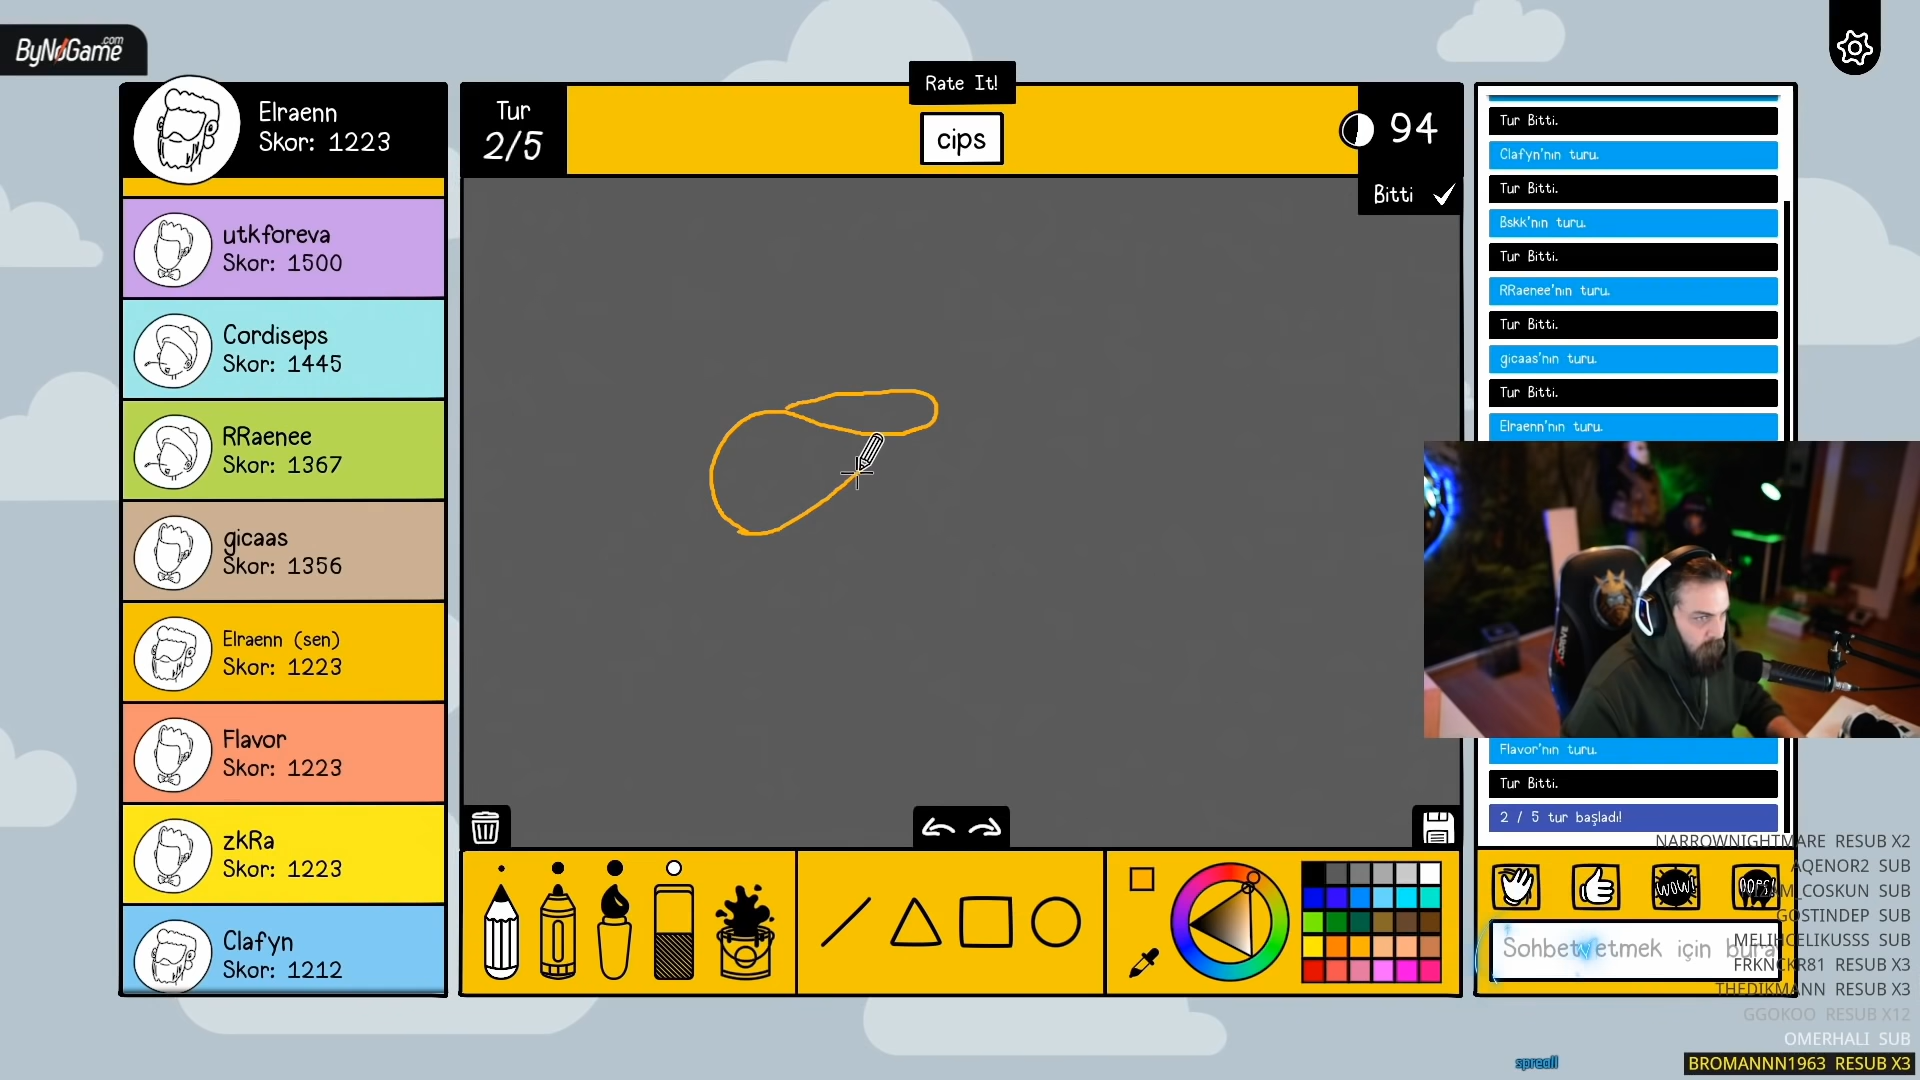 ByNoGame.com
Elraenn
Skor: 1223
utkforeva
Skor: 1500
Cordiseps
Skor: 1445
RRaenee
Skor: 1367
gicaas
Skor: 1356
Elraenn (sen)
Skor: 1223
Flavor
Skor: 1223
zkRa
Skor: 1223
Clafyn
Skor: 1212
Tur
2/5
Rate It!
cips
94
Bitti
Tur Bitti.
Clafyn'nın turu.
Tur Bitti.
Bskk'nın turu.
Tur Bitti.
RRaenee'nın turu.
Tur Bitti.
gicaas'nın turu.
Tur Bitti.
Elraenn'nın turu.
Flavor'nın turu.
Tur Bitti.
2 / 5 tur başladı!
WOW!
OOPS!
Sohbet etmek için bura
NARROWNIGHTMARE RESUB X2
AQENOR2 SUB
COSKUN SUB
GOSTINDEP SUB
MELIHCELIKUSSS SUB
FRKNCKR81 RESUB X3
THEDIKMANN RESUB X3
GGOKOO RESUB X12
OMERHALI SUB
spreall
BROMANNN1963 RESUB X3